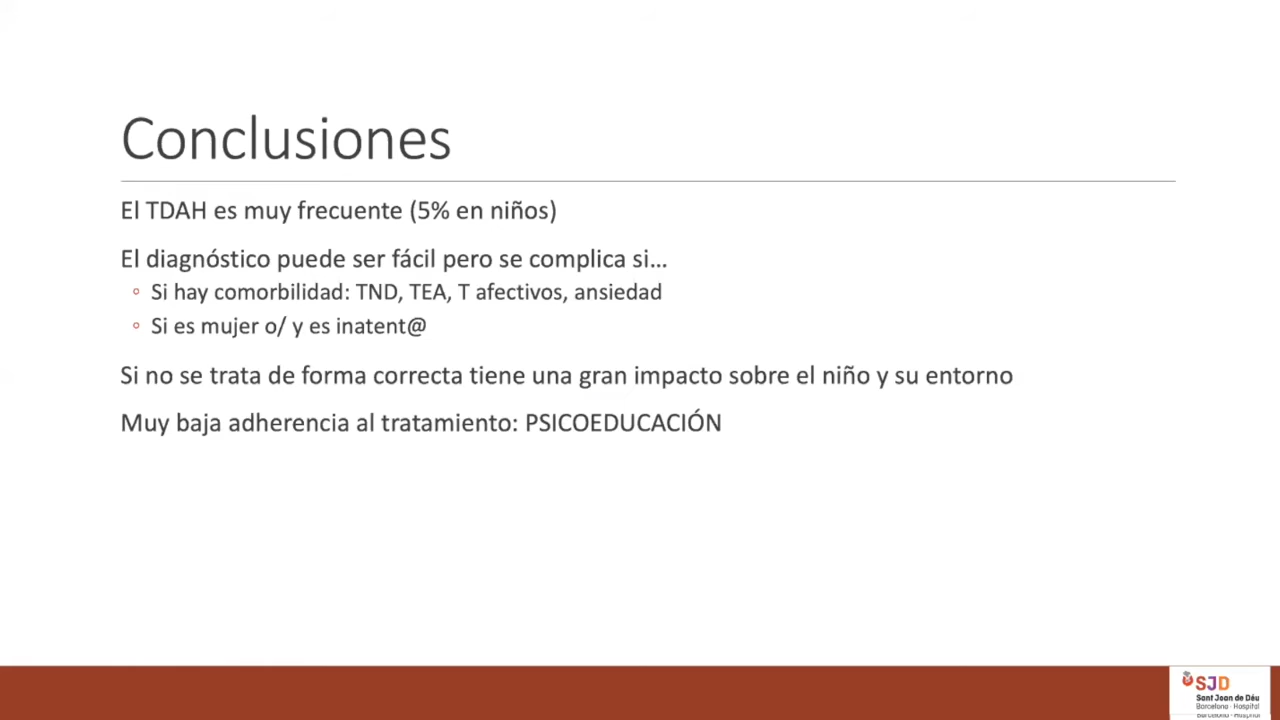 Conclusiones
El TDAH es muy frecuente (5% en niños)
El diagnóstico puede ser fácil pero se complica si…
◦ Si hay comorbilidad: TND, TEA, T afectivos, ansiedad
◦ Si es mujer o/ y es inatent@
Si no se trata de forma correcta tiene una gran impacto sobre el niño y su entorno
Muy baja adherencia al tratamiento: PSICOEDUCACIÓN
SJD
Sant Joan de Déu
Barcelona · Hospital
Barcelona · Hospital